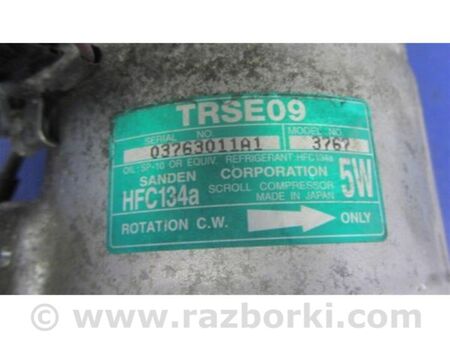 TRSE09
SERIAL NO. MODEL NO.
03763011A1 3767
OIL: SP-10 OR EQUIV. REFRIGERANT: HFC134a
SANDEN CORPORATION
HFC134a SCROLL COMPRESSOR 5W
MADE IN JAPAN
ROTATION C.W. ONLY
© www.razborki.com